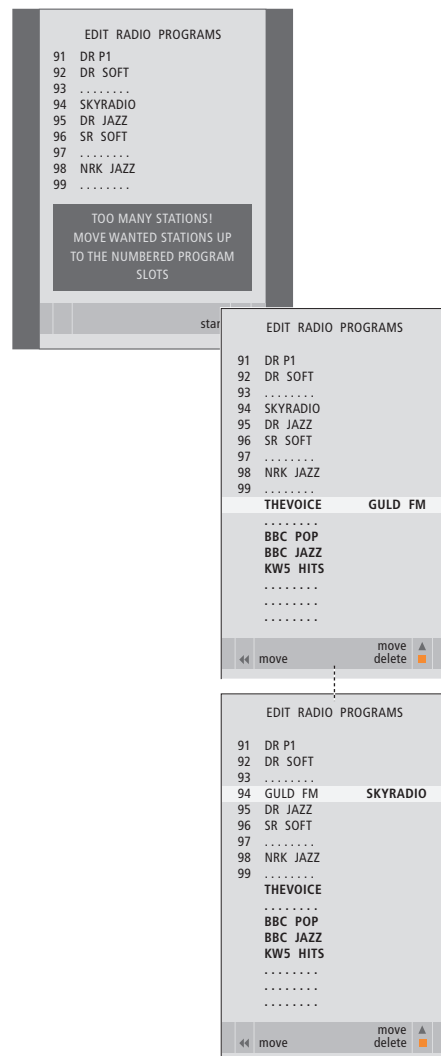 EDIT RADIO PROGRAMS
91 DR P1
92 DR SOFT
93 . . . . . . . .
94 SKYRADIO
95 DR JAZZ
96 SR SOFT
97 . . . . . . . .
98 NRK JAZZ
99 . . . . . . . .
TOO MANY STATIONS!
MOVE WANTED STATIONS UP
TO THE NUMBERED PROGRAM
SLOTS
EDIT RADIO PROGRAMS
91 DR P1
92 DR SOFT
93 . . . . . . . .
94 SKYRADIO
95 DR JAZZ
96 SR SOFT
97 . . . . . . . .
98 NRK JAZZ
99 . . . . . . . .
THEVOICE GULD FM
. . . . . . . .
BBC POP
BBC JAZZ
KW5 HITS
. . . . . . . .
. . . . . . . .
. . . . . . . .
move
move delete
EDIT RADIO PROGRAMS
91 DR P1
92 DR SOFT
93 . . . . . . . .
94 GULD FM SKYRADIO
95 DR JAZZ
96 SR SOFT
97 . . . . . . . .
98 NRK JAZZ
99 . . . . . . . .
THEVOICE
. . . . . . . .
BBC POP
BBC JAZZ
KW5 HITS
. . . . . . . .
. . . . . . . .
. . . . . . . .
move
move delete